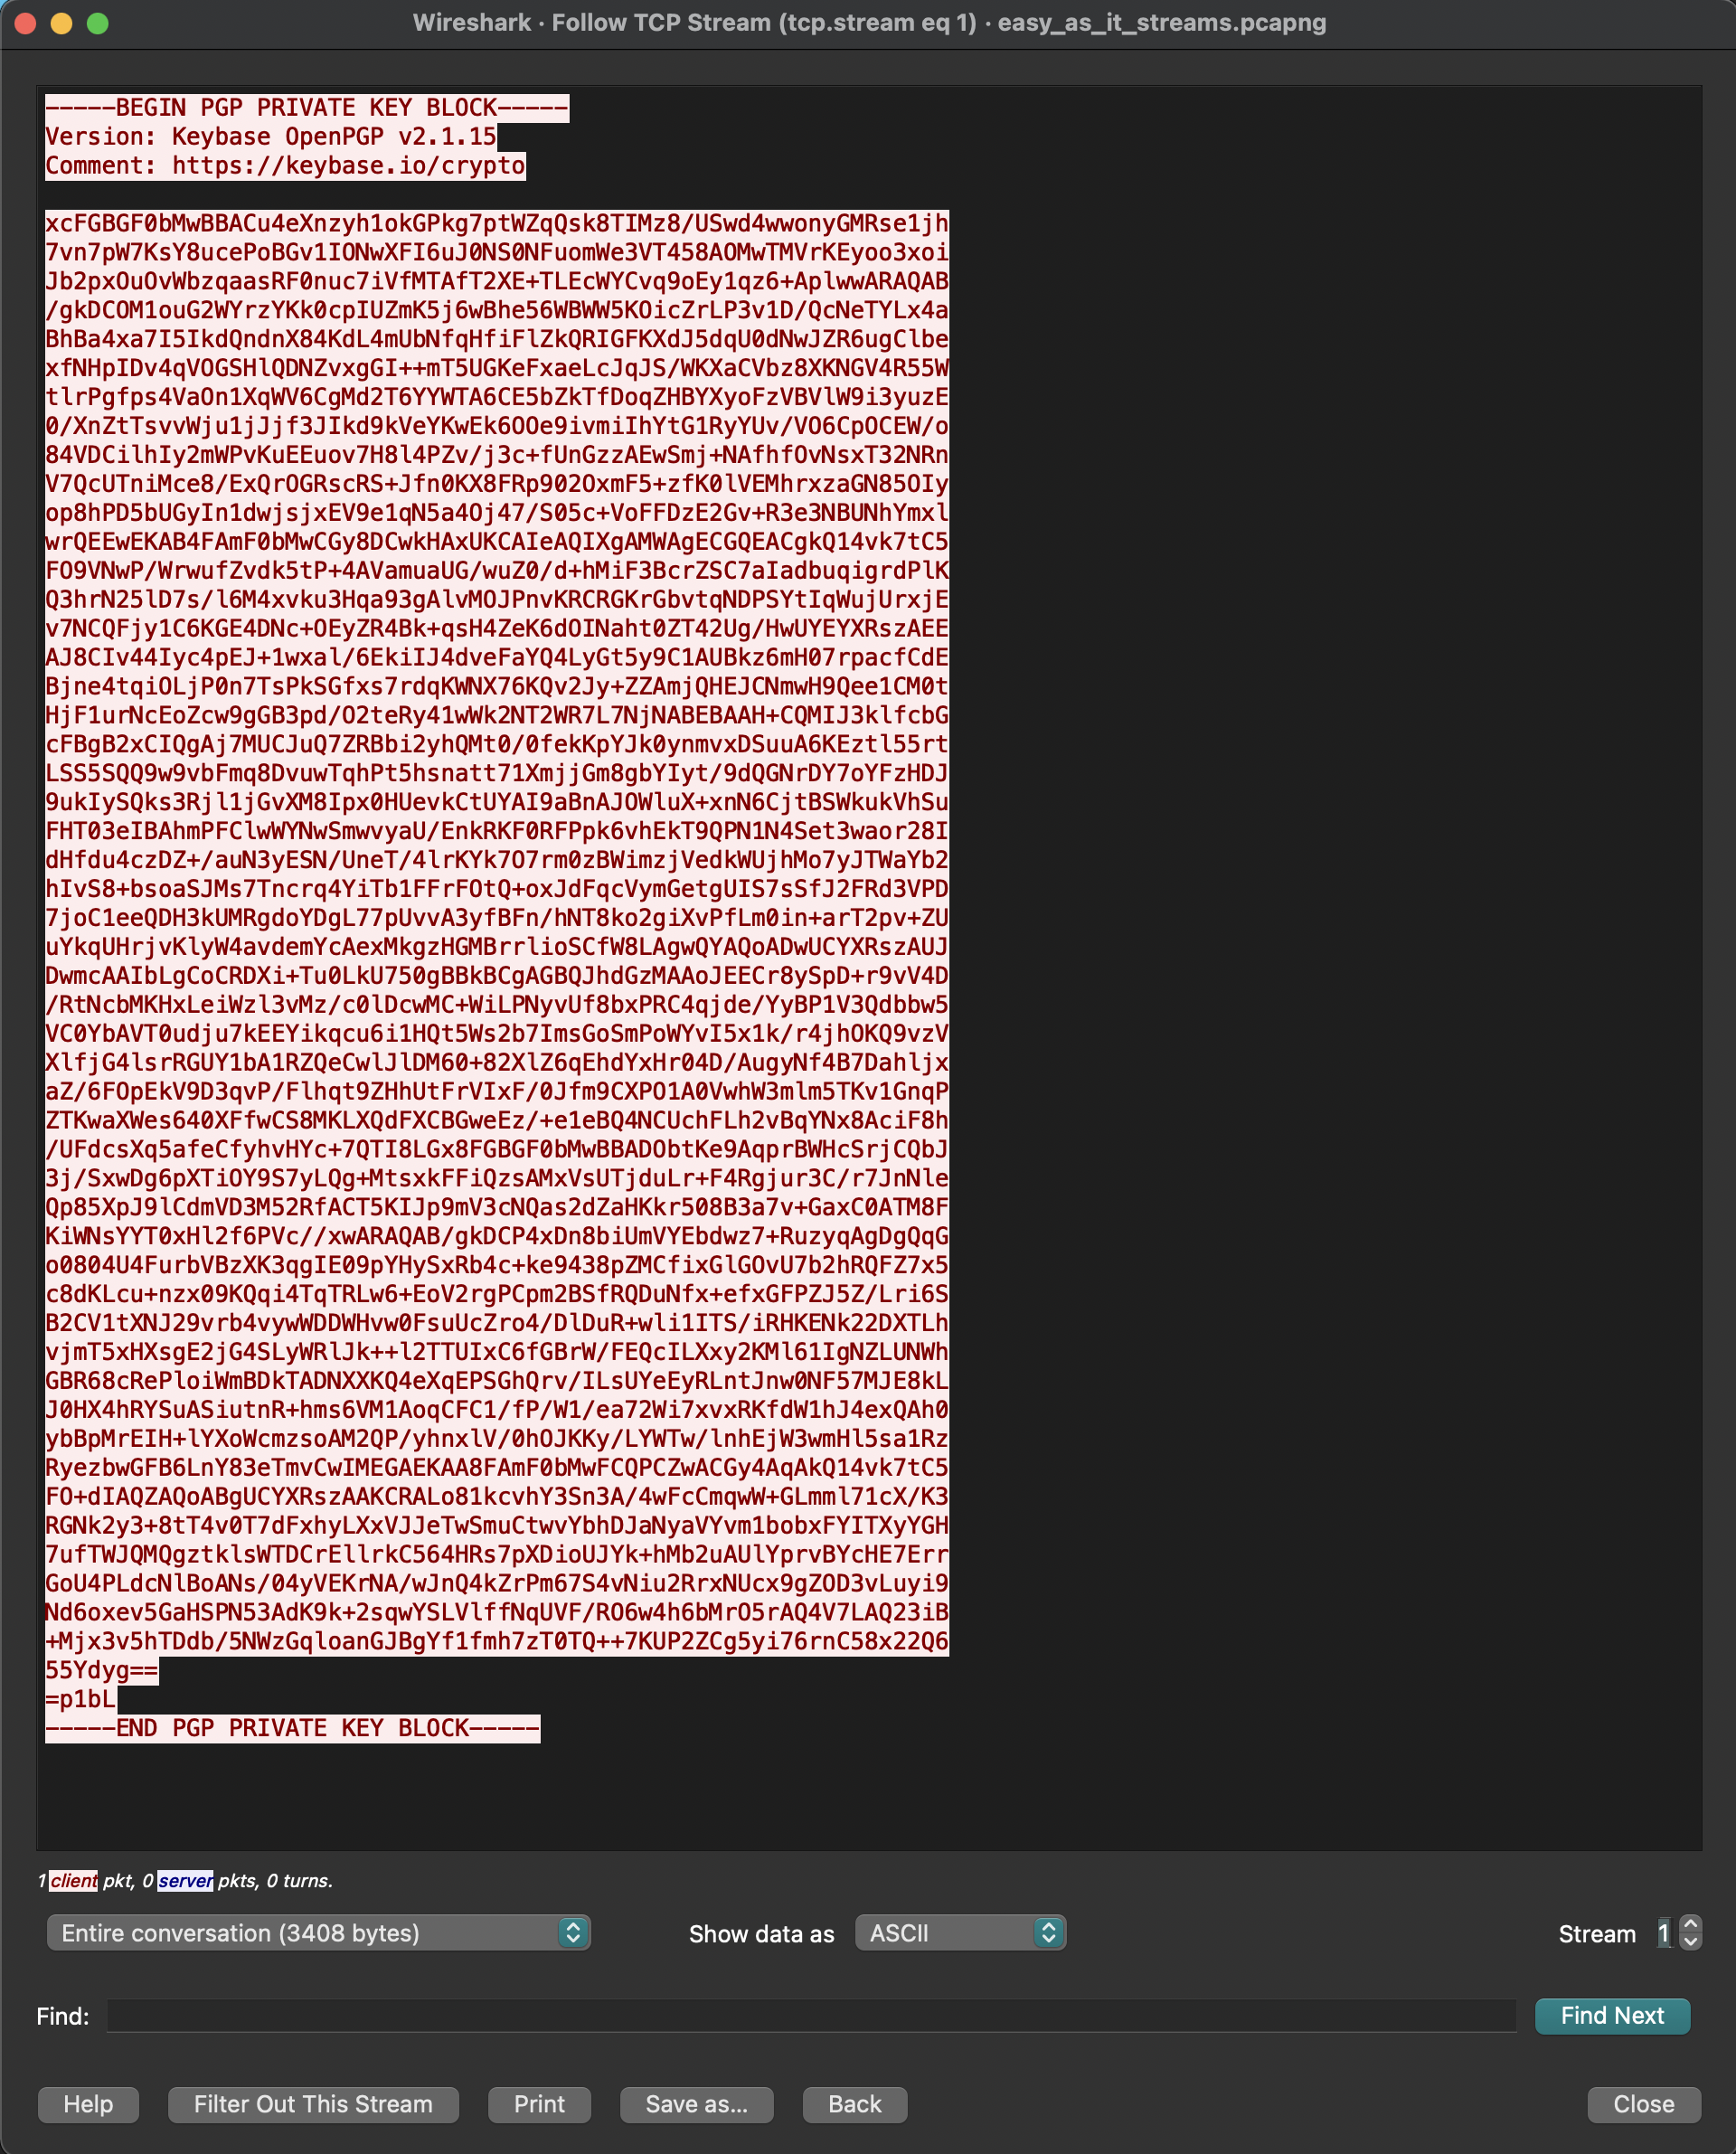 Wireshark · Follow TCP Stream (tcp.stream eq 1) · easy_as_it_streams.pcapng
-----BEGIN PGP PRIVATE KEY BLOCK-----
Version: Keybase OpenPGP v2.1.15
Comment: https://keybase.io/crypto
xcFGBGF0bMwBBACu4eXnzyh1okGPkg7ptWZqQsk8TIMz8/USwd4wwonyGMRse1jh
7vn7pW7KsY8ucePoBGv1IONwXFI6uJ0NS0NFuomWe3VT458AOMwTMVrKEyoo3xoi
Jb2pxOuOvWbzqaasRF0nuc7iVfMTAfT2XE+TLEcWYCvq9oEy1qz6+AplwwARAQAB
/gkDCOM1ouG2WYrzYKk0cpIUZmK5j6wBhe56WBWW5KOicZrLP3v1D/QcNeTYLx4a
BhBa4xa7I5IkdQndnX84KdL4mUbNfqHfiFlZkQRIGFKXdJ5dqU0dNwJZR6ugClbe
xfNHpIDv4qVOGSHlQDNZvxgGI++mT5UGKeFxaeLcJqJS/WKXaCVbz8XKNGV4R55W
tlrPgfps4VaOn1XqWV6CgMd2T6YYWTA6CE5bZkTfDoqZHBYXyoFzVBVlW9i3yuzE
0/XnZtTsvvWju1jJjf3JIkd9kVeYKwEk6OOe9ivmiIhYtG1RyYUv/VO6CpOCEW/o
84VDCilhIy2mWPvKuEEuov7H8l4PZv/j3c+fUnGzzAEwSmj+NAfhfOvNsxT32NRn
V7QcUTniMce8/ExQrOGRscRS+Jfn0KX8FRp902OxmF5+zfK0lVEMhrxzaGN85OIy
op8hPD5bUGyIn1dwjsjxEV9e1qN5a4Oj47/S05c+VoFFDzE2Gv+R3e3NBUNhYmxl
wrQEEwEKAB4FAmF0bMwCGy8DCwkHAxUKCAIeAQIXgAMWAgECGQEACgkQ14vk7tC5
FO9VNwP/WrwufZvdk5tP+4AVamuaUG/wuZ0/d+hMiF3BcrZSC7aIadbuqigrdPlK
Q3hrN25lD7s/l6M4xvku3Hqa93gAlvMOJPnvKRCRGKrGbvtqNDPSYtIqWujUrxjE
v7NCQFjy1C6KGE4DNc+OEyZR4Bk+qsH4ZeK6dOINaht0ZT42Ug/HwUYEYXRszAEE
AJ8CIv44Iyc4pEJ+1wxal/6EkiIJ4dveFaYQ4LyGt5y9C1AUBkz6mH07rpacfCdE
Bjne4tqiOLjP0n7TsPkSGfxs7rdqKWNX76KQv2Jy+ZZAmjQHEJCNmwH9Qee1CM0t
HjF1urNcEoZcw9gGB3pd/O2teRy41wWk2NT2WR7L7NjNABEBAAH+CQMIJ3klfcbG
cFBgB2xCIQgAj7MUCJuQ7ZRBbi2yhQMt0/0fekKpYJk0ynmvxDSuuA6KEztl55rt
LSS5SQQ9w9vbFmq8DvuwTqhPt5hsnatt71XmjjGm8gbYIyt/9dQGNrDY7oYFzHDJ
9ukIySQks3Rjl1jGvXM8Ipx0HUevkCtUYAI9aBnAJOWluX+xnN6CjtBSWkukVhSu
FHT03eIBAhmPFClwWYNwSmwvyaU/EnkRKF0RFPpk6vhEkT9QPN1N4Set3waor28I
dHfdu4czDZ+/auN3yESN/UneT/4lrKYk7O7rm0zBWimzjVedkWUjhMo7yJTWaYb2
hIvS8+bsoaSJMs7Tncrq4YiTb1FFrFOtQ+oxJdFqcVymGetgUIS7sSfJ2FRd3VPD
7joC1eeQDH3kUMRgdoYDgL77pUvvA3yfBFn/hNT8ko2giXvPfLm0in+arT2pv+ZU
uYkqUHrjvKlyW4avdemYcAexMkgzHGMBrrlioSCfW8LAgwQYAQoADwUCYXRszAUJ
DwmcAAIbLgCoCRDXi+Tu0LkU750gBBkBCgAGBQJhdGzMAAoJEECr8ySpD+r9vV4D
/RtNcbMKHxLeiWzl3vMz/c0lDcwMC+WiLPNyvUf8bxPRC4qjde/YyBP1V3Qdbbw5
VC0YbAVT0udju7kEEYikqcu6i1HQt5Ws2b7ImsGoSmPoWYvI5x1k/r4jhOKQ9vzV
XlfjG4lsrRGUY1bA1RZQeCwlJlDM60+82XlZ6qEhdYxHr04D/AugyNf4B7Dahljx
aZ/6FOpEkV9D3qvP/Flhqt9ZHhUtFrVIxF/0Jfm9CXPO1A0VwhW3mlm5TKv1GnqP
ZTKwaXWes640XFfwCS8MKLXQdFXCBGweEz/+e1eBQ4NCUchFLh2vBqYNx8AciF8h
/UFdcsXq5afeCfyhvHYc+7QTI8LGx8FGBGF0bMwBBADObtKe9AqprBWHcSrjCQbJ
3j/SxwDg6pXTiOY9S7yLQg+MtsxkFFiQzsAMxVsUTjduLr+F4Rgjur3C/r7JnNle
Qp85XpJ9lCdmVD3M52RfACT5KIJp9mV3cNQas2dZaHKkr508B3a7v+GaxC0ATM8F
KiWNsYYT0xHl2f6PVc//xwARAQAB/gkDCP4xDn8biUmVYEbdwz7+RuzyqAgDgQqG
o0804U4FurbVBzXK3qgIE09pYHySxRb4c+ke9438pZMCfixGlGOvU7b2hRQFZ7x5
c8dKLcu+nzx09KQqi4TqTRLw6+EoV2rgPCpm2BSfRQDuNfx+efxGFPZJ5Z/Lri6S
B2CV1tXNJ29vrb4vywWDDWHvw0FsuUcZro4/DlDuR+wli1ITS/iRHKENk22DXTLh
vjmT5xHXsgE2jG4SLyWRlJk++l2TTUIxC6fGBrW/FEQcILXxy2KMl61IgNZLUNWh
GBR68cRePloiWmBDkTADNXXKQ4eXqEPSGhQrv/ILsUYeEyRLntJnw0NF57MJE8kL
J0HX4hRYSuASiutnR+hms6VM1AoqCFC1/fP/W1/ea72Wi7xvxRKfdW1hJ4exQAh0
ybBpMrEIH+lYXoWcmzsoAM2QP/yhnxlV/0hOJKKy/LYWTw/lnhEjW3wmHl5sa1Rz
RyezbwGFB6LnY83eTmvCwIMEGAEKAA8FAmF0bMwFCQPCZwACGy4AqAkQ14vk7tC5
FO+dIAQZAQoABgUCYXRszAAKCRALo81kcvhY3Sn3A/4wFcCmqwW+GLmml71cX/K3
RGNk2y3+8tT4v0T7dFxhyLXxVJJeTwSmuCtwvYbhDJaNyaVYvm1bobxFYITXyYGH
7ufTWJQMQgztklsWTDCrEllrkC564HRs7pXDioUJYk+hMb2uAUlYprvBYcHE7Err
GoU4PLdcNlBoANs/04yVEKrNA/wJnQ4kZrPm67S4vNiu2RrxNUcx9gZOD3vLuyi9
Nd6oxev5GaHSPN53AdK9k+2sqwYSLVlffNqUVF/RO6w4h6bMrO5rAQ4V7LAQ23iB
+Mjx3v5hTDdb/5NWzGqloanGJBgYf1fmh7zT0TQ++7KUP2ZCg5yi76rnC58x22Q6
55Ydyg==
=p1bL
-----END PGP PRIVATE KEY BLOCK-----
1 client pkt, 0 server pkts, 0 turns.
Entire conversation (3408 bytes) Show data as ASCII Stream 1
Find: Find Next
Help Filter Out This Stream Print Save as... Back Close